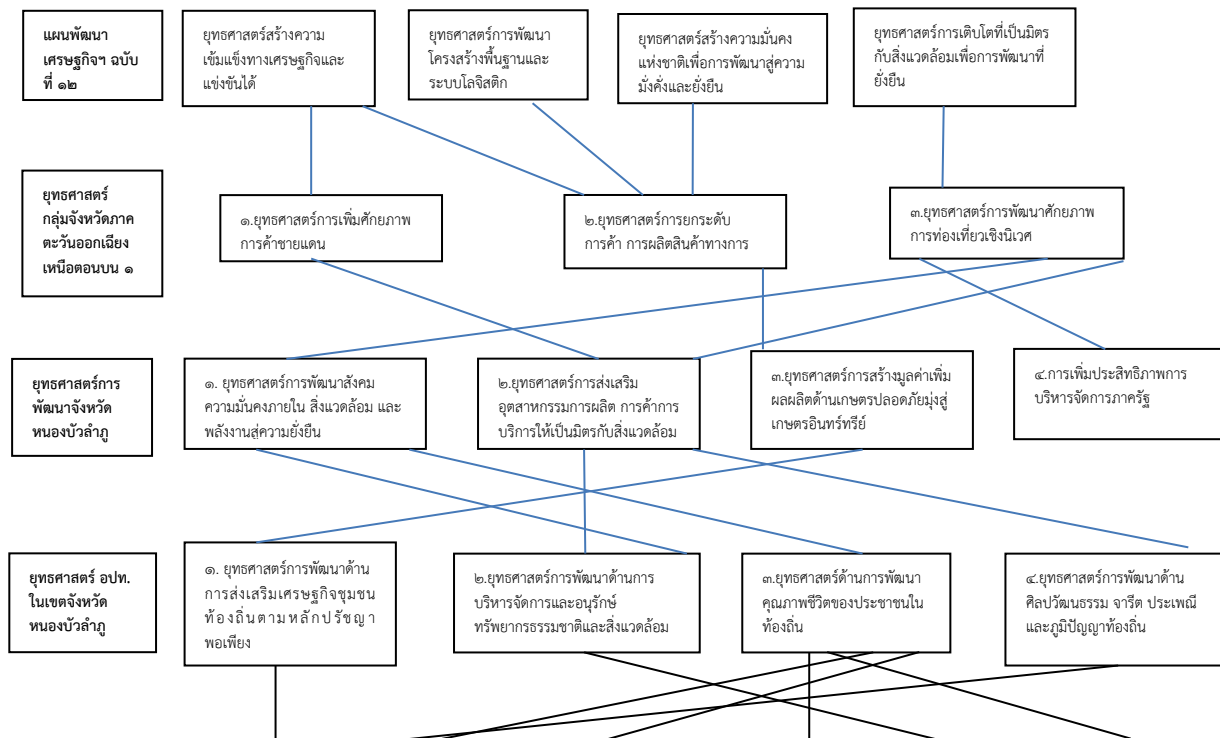 แผนพัฒนา
เศรษฐกิจฯ ฉบับ
ที่ ๑๒
ยุทธศาสตร์สร้างความ
เข้มแข็งทางเศรษฐกิจและ
แข่งขันได้
ยุทธศาสตร์การพัฒนา
โครงสร้างพื้นฐานและ
ระบบโลจิสติก
ยุทธศาสตร์สร้างความมั่นคง
แห่งชาติเพื่อการพัฒนาสู่ความ
มั่งคั่งและยั่งยืน
ยุทธศาสตร์การเติบโตที่เป็นมิตร
กับสิ่งแวดล้อมเพื่อการพัฒนาที่
ยั่งยืน
ยุทธศาสตร์
กลุ่มจังหวัดภาค
ตะวันออกเฉียง
เหนือตอนบน ๑
๑.ยุทธศาสตร์การเพิ่มศักยภาพ
การค้าชายแดน
๒.ยุทธศาสตร์การยกระดับ
การค้า การผลิตสินค้าทางการ
๓.ยุทธศาสตร์การพัฒนาศักยภาพ
การท่องเที่ยวเชิงนิเวศ
ยุทธศาสตร์การ
พัฒนาจังหวัด
หนองบัวลำภู
๑. ยุทธศาสตร์การพัฒนาสังคม
ความมั่นคงภายใน สิ่งแวดล้อม และ
พลังงานสู่ความยั่งยืน
๒.ยุทธศาสตร์การส่งเสริม
อุตสาหกรรมการผลิต การค้าการ
บริการให้เป็นมิตรกับสิ่งแวดล้อม
๓.ยุทธศาสตร์การสร้างมูลค่าเพิ่ม
ผลผลิตด้านเกษตรปลอดภัยมุ่งสู่
เกษตรอินทร์ทรีย์
๔.การเพิ่มประสิทธิภาพการ
บริหารจัดการภาครัฐ
ยุทธศาสตร์ อปท.
ในเขตจังหวัด
หนองบัวลำภู
๑. ยุทธศาสตร์การพัฒนาด้าน
การส่งเสริมเศรษฐกิจชุมชน
ท้องถิ่นตามหลักปรัชญา
พอเพียง
๒.ยุทธศาสตร์การพัฒนาด้านการ
บริหารจัดการและอนุรักษ์
ทรัพยากรธรรมชาติและสิ่งแวดล้อม
๓.ยุทธศาสตร์ด้านการพัฒนา
คุณภาพชีวิตของประชาชนใน
ท้องถิ่น
๔.ยุทธศาสตร์การพัฒนาด้าน
ศิลปวัฒนธรรม จารีต ประเพณี
และภูมิปัญญาท้องถิ่น